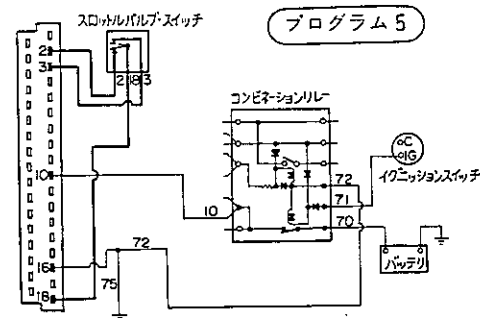 プログラム 5
スロットルバルブ・スイッチ
2
3
2 18 3
コンビネーションリレー
C
IG
イグニッションスイッチ
10
72
71
10
70
バッテリ
16
72
75
18